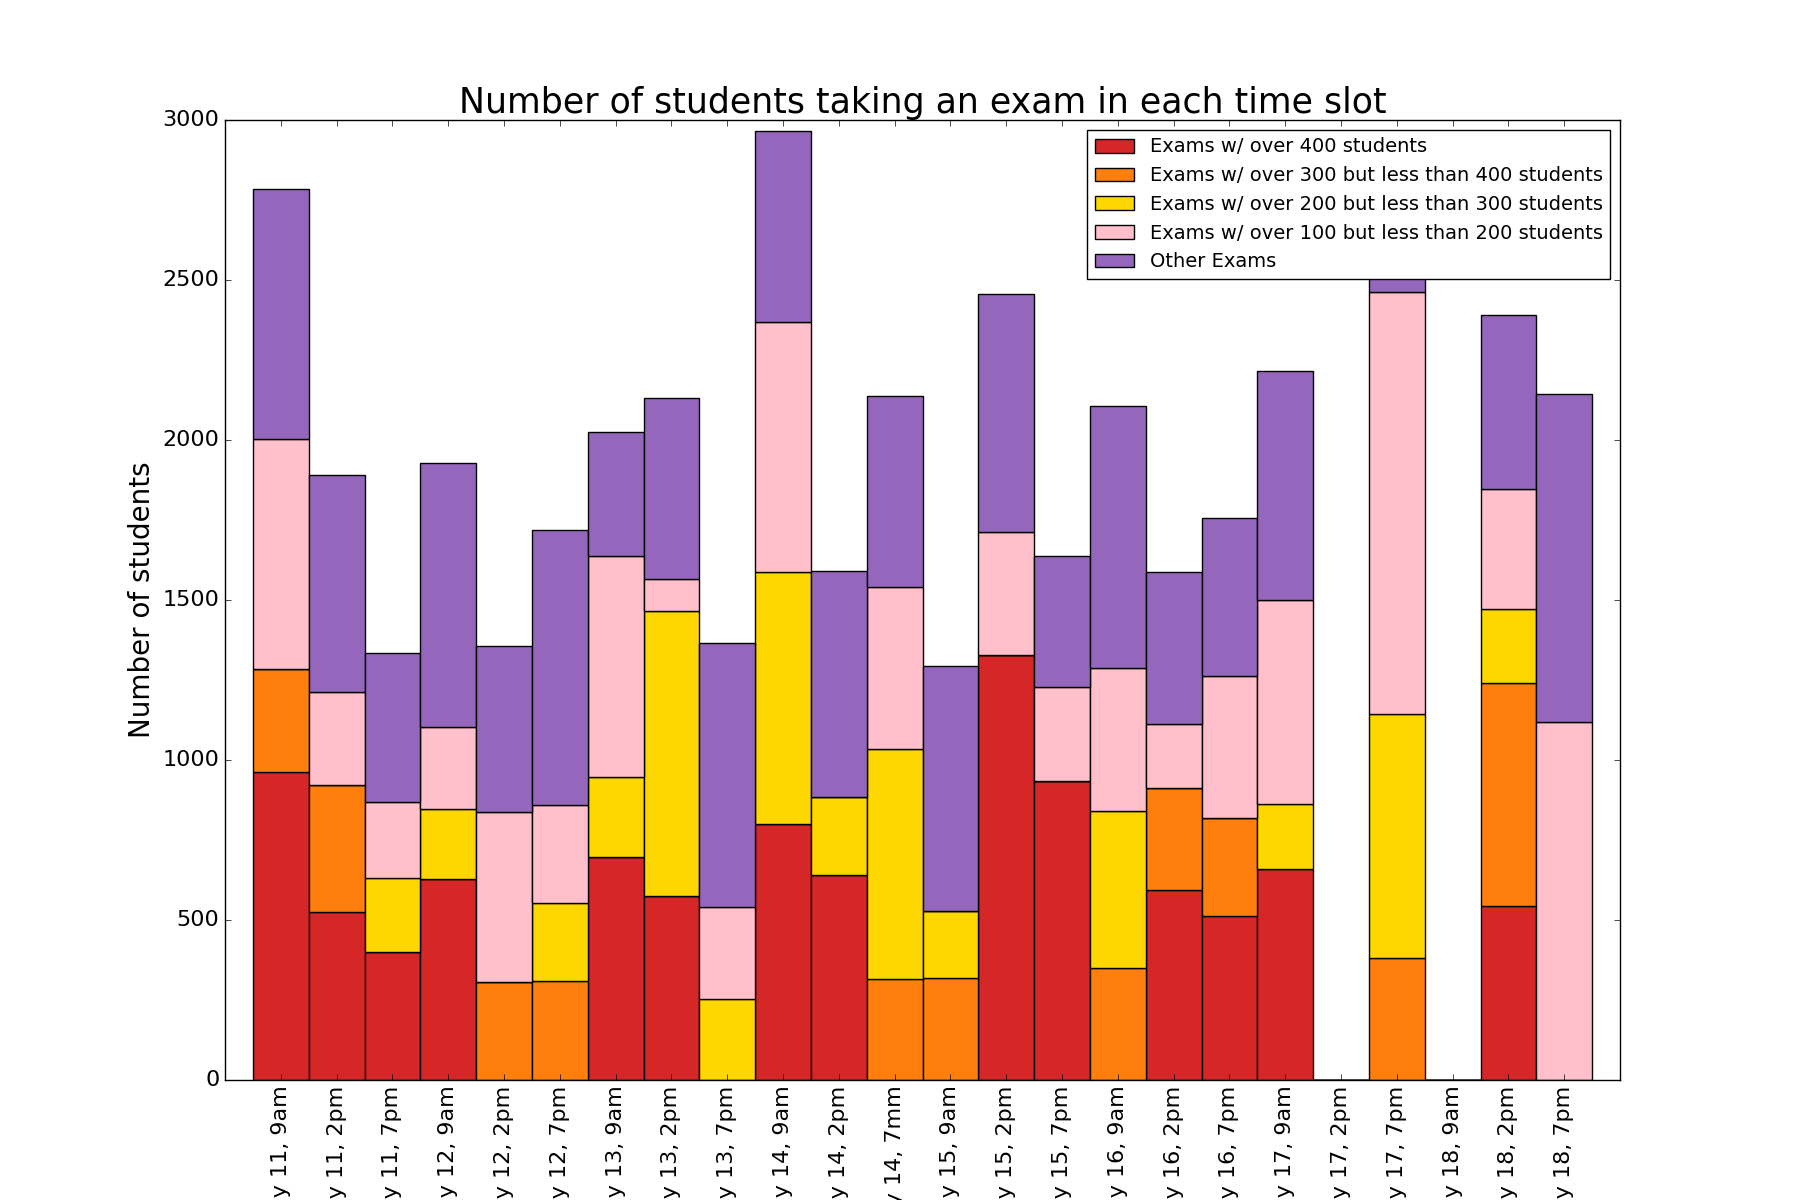 Number of students taking an exam in each time slot
3000
2500
2000
1500
1000
500
0
Number of students
Exams w/ over 400 students
Exams w/ over 300 but less than 400 students
Exams w/ over 200 but less than 300 students
Exams w/ over 100 but less than 200 students
Other Exams
y 11, 9am
y 11, 2pm
y 11, 7pm
y 12, 9am
y 12, 2pm
y 12, 7pm
y 13, 9am
y 13, 2pm
y 13, 7pm
y 14, 9am
y 14, 2pm
y 14, 7mm
y 15, 9am
y 15, 2pm
y 15, 7pm
y 16, 9am
y 16, 2pm
y 16, 7pm
y 17, 9am
y 17, 2pm
y 17, 7pm
y 18, 9am
y 18, 2pm
y 18, 7pm